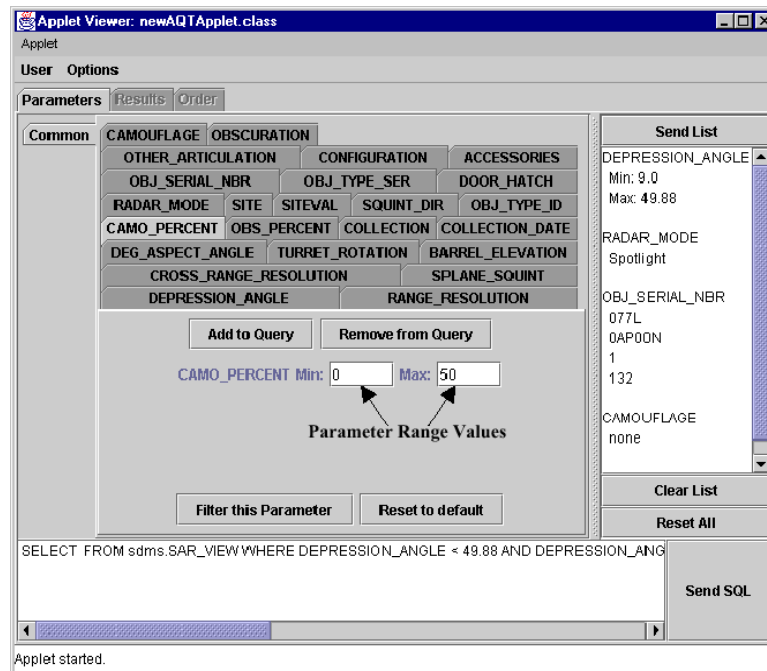 Applet Viewer: newAQTApplet.class
Applet
User Options
Parameters Results Order
Common
CAMOUFLAGE OBSCURATION
OTHER_ARTICULATION CONFIGURATION ACCESSORIES
OBJ_SERIAL_NBR OBJ_TYPE_SER DOOR_HATCH
RADAR_MODE SITE SITEVAL SQUINT_DIR OBJ_TYPE_ID
CAMO_PERCENT OBS_PERCENT COLLECTION COLLECTION_DATE
DEG_ASPECT_ANGLE TURRET_ROTATION BARREL_ELEVATION
CROSS_RANGE_RESOLUTION SPLANE_SQUINT
DEPRESSION_ANGLE RANGE_RESOLUTION
Add to Query Remove from Query
CAMO_PERCENT Min: 0 Max: 50
Parameter Range Values
Filter this Parameter Reset to default
Send List
DEPRESSION_ANGLE
Min: 9.0
Max: 49.88
RADAR_MODE
Spotlight
OBJ_SERIAL_NBR
077L
0AP00N
1
132
CAMOUFLAGE
none
Clear List
Reset All
SELECT FROM sdms.SAR_VIEW WHERE DEPRESSION_ANGLE < 49.88 AND DEPRESSION_ANG
Send SQL
Applet started.